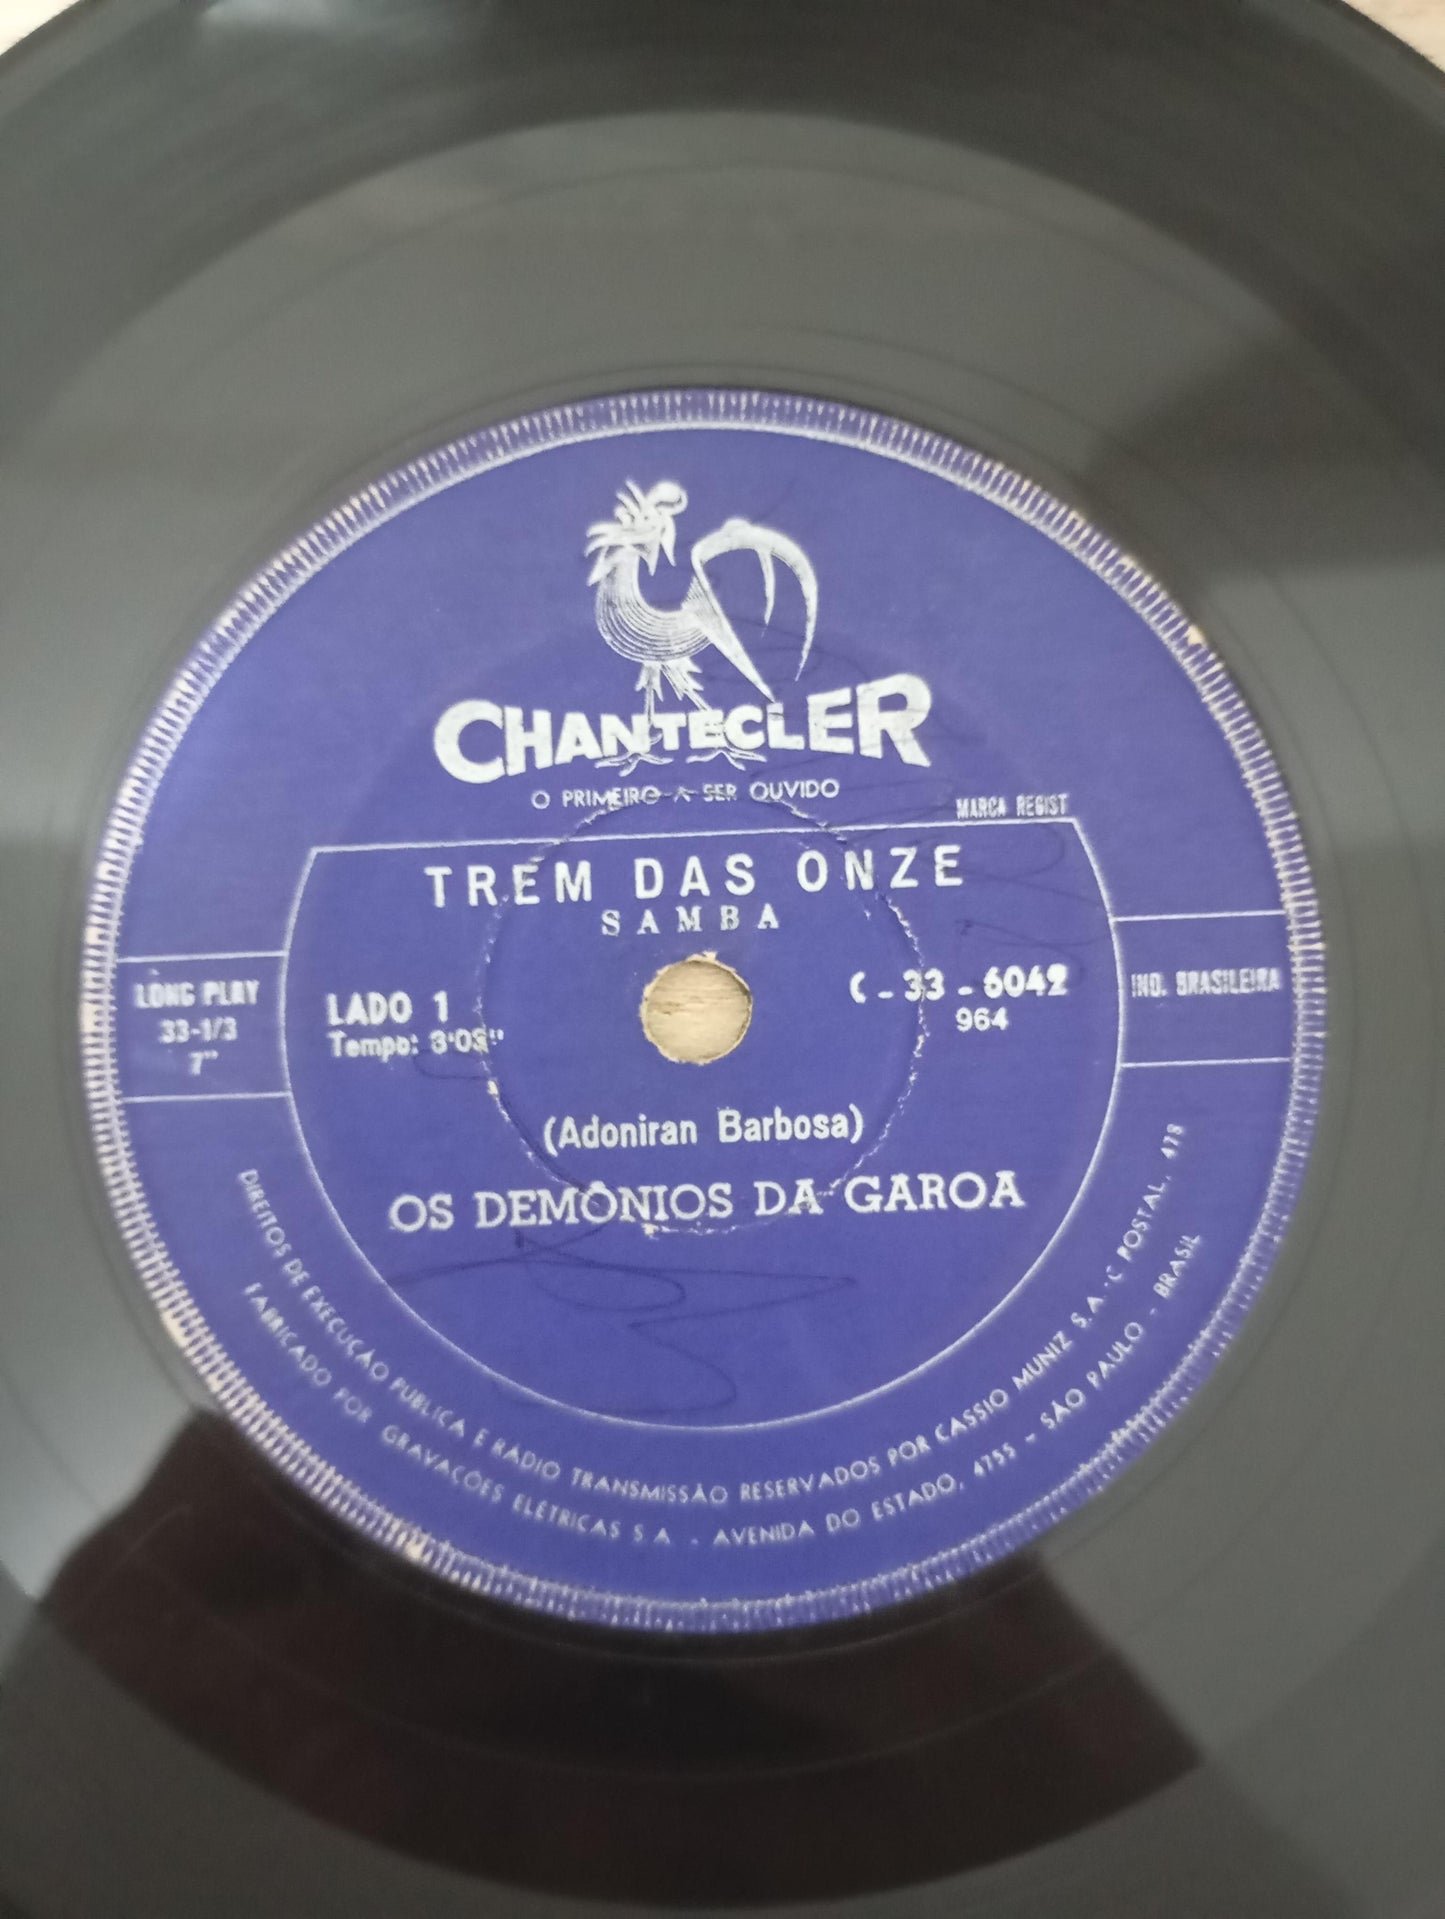 CHANTECLER
O PRIMEIRO A SER OUVIDO
MARCA REGIST
TREM DAS ONZE
SAMBA
LONG PLAY
33-1/3
7"
LADO 1
Tempo: 3'03"
C - 33 - 6042
964
IND. BRASILEIRA
(Adoniran Barbosa)
OS DEMÔNIOS DA GAROA
DIREITOS DE EXECUÇÃO PUBLICA E RADIO TRANSMISSÃO RESERVADOS POR CASSIO MUNIZ S.A. C POSTAL, 478
FABRICADO POR GRAVAÇÕES ELÉTRICAS S A - AVENIDA DO ESTADO, 4755 - SÃO PAULO - BRASIL